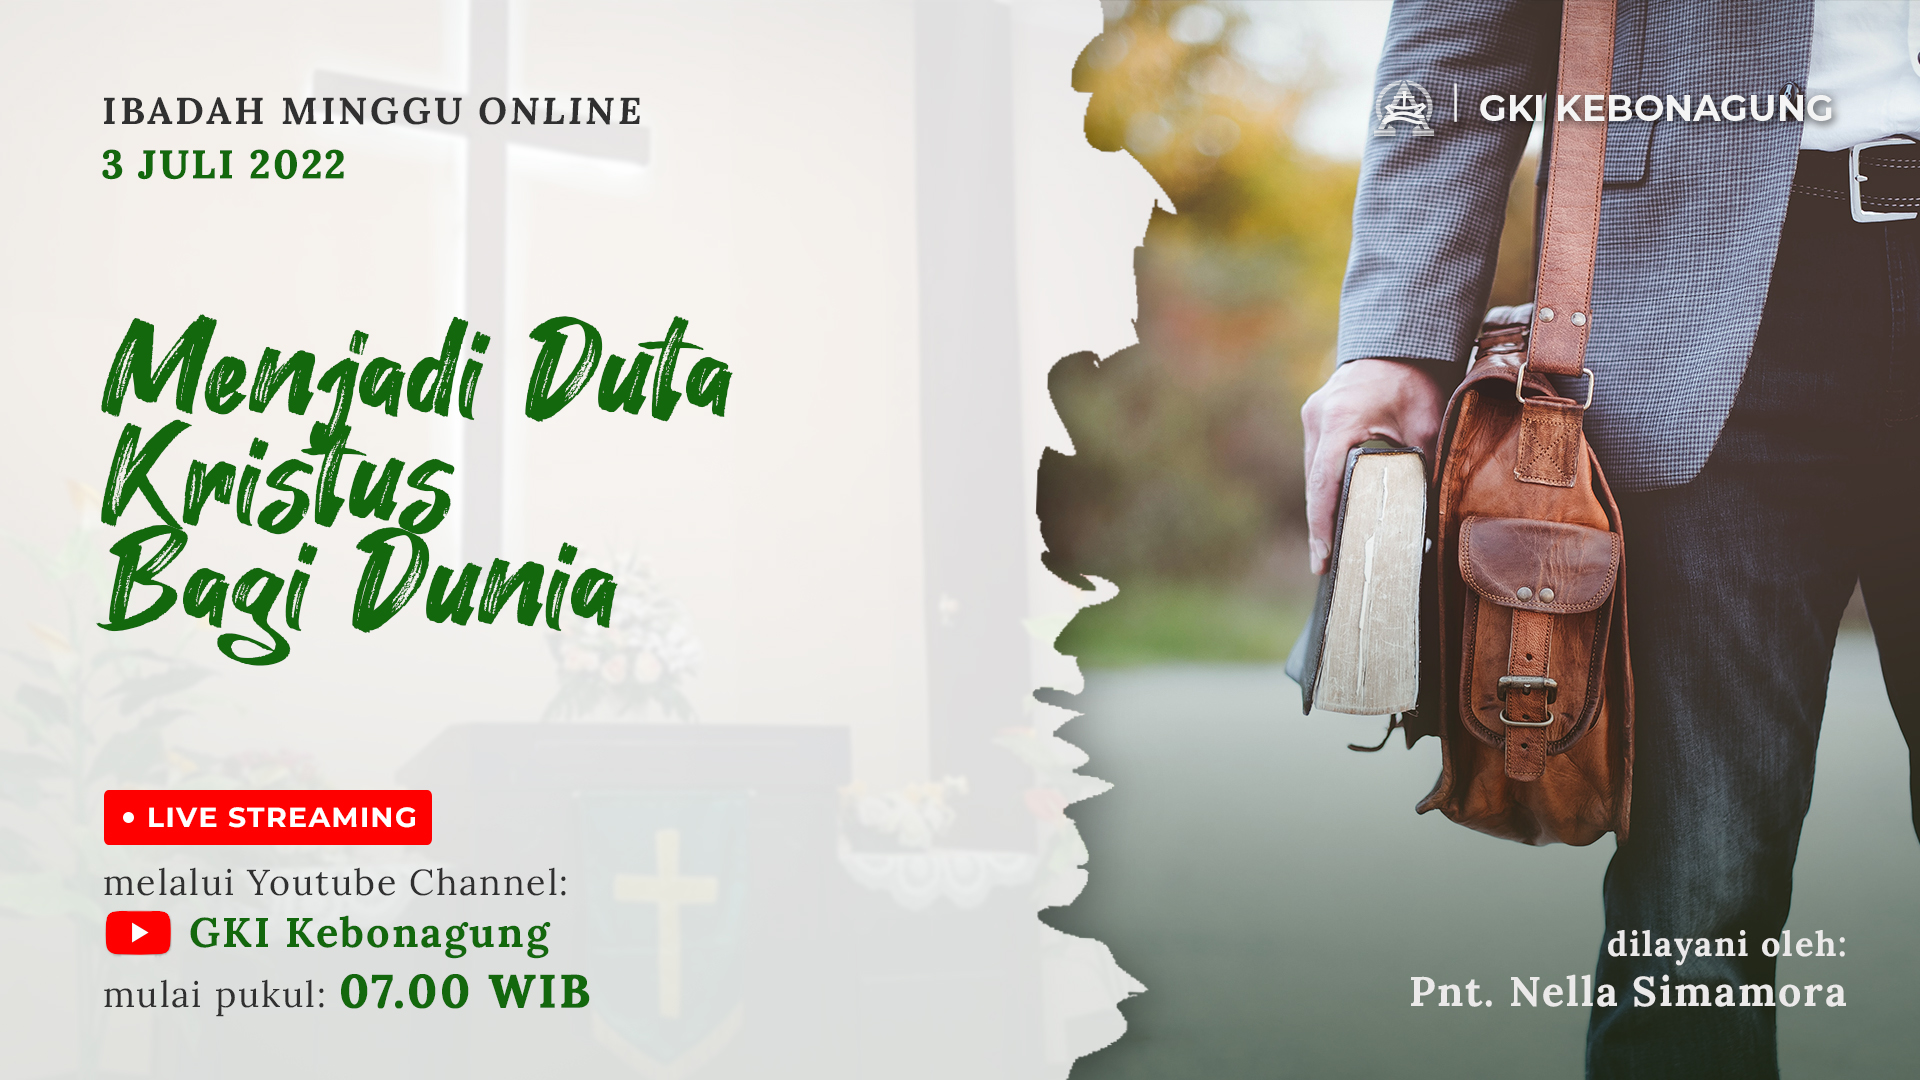 IBADAH MINGGU ONLINE
3 JULI 2022
GKI KEBONAGUNG
Menjadi Duta
Kristus
Bagi Dunia
• LIVE STREAMING
melalui Youtube Channel:
GKI Kebonagung
mulai pukul: 07.00 WIB
dilayani oleh:
Pnt. Nella Simamora